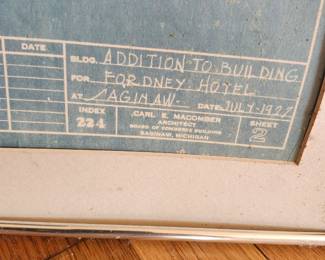 DATE
BLDG. ADDITION TO BUILDING
FOR FORDNEY HOTEL
AT SAGINAW. DATE: JULY-1927
INDEX
224
CARL E. MACOMBER
ARCHITECT
BOARD OF COMMERCE BUILDING
SAGINAW, MICHIGAN
SHEET
2